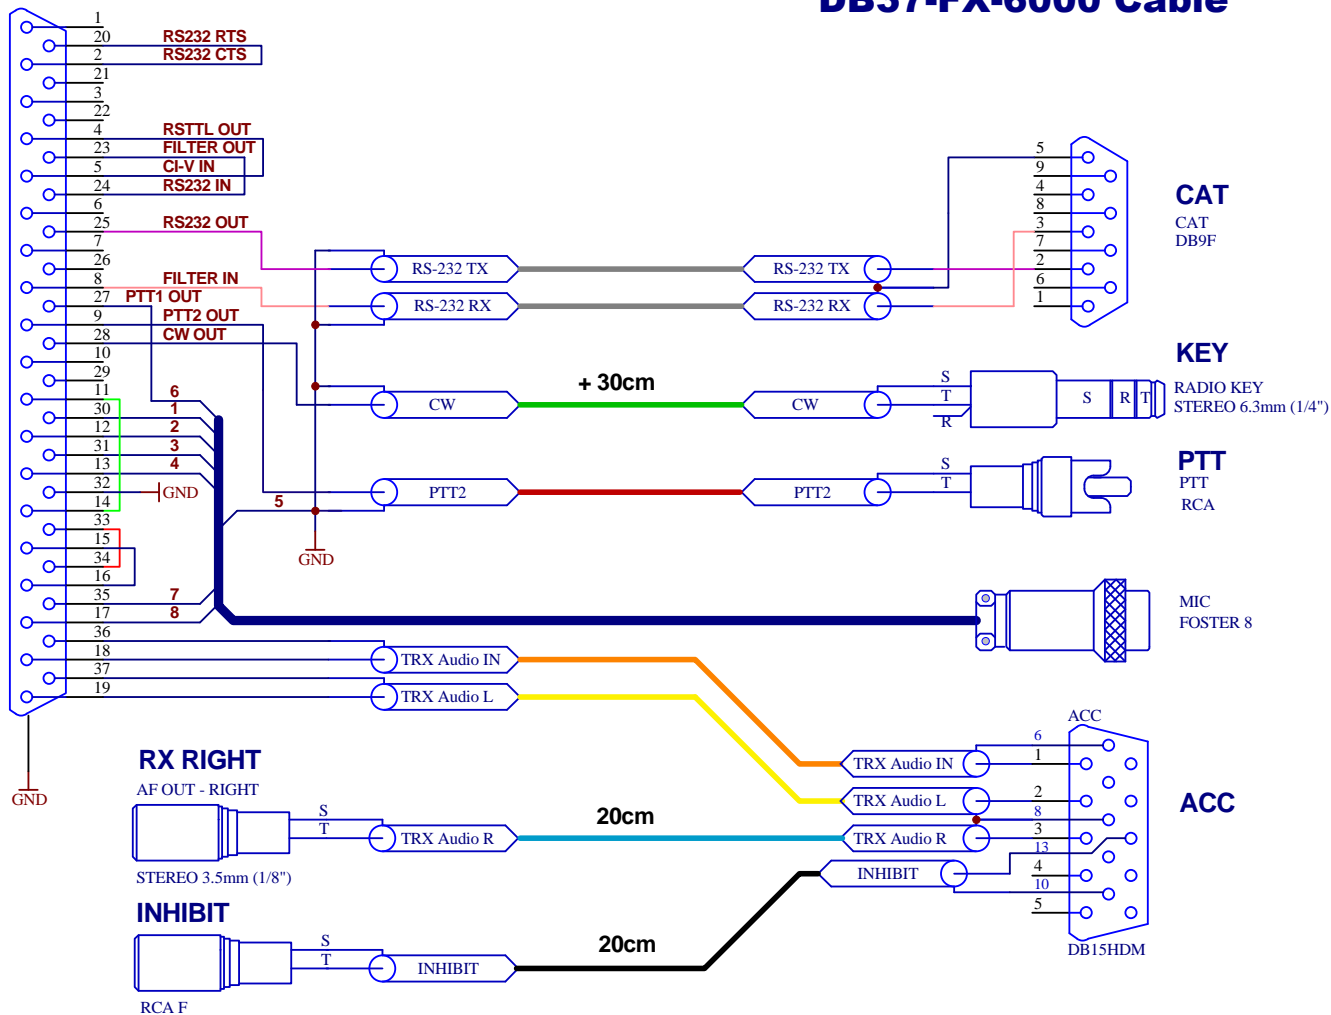 DB37-FX-6000 Cable
1
20 RS232 RTS
2 RS232 CTS
21
3
22
4 RSTTL OUT
23 FILTER OUT
5 CI-V IN
24 RS232 IN
6
25 RS232 OUT
7
26
8 FILTER IN
27 PTT1 OUT
9 PTT2 OUT
28 CW OUT
10
29
11 6
30 1
12 2
31 3
13 4
32 GND
14 5
33
15
34
16
35 7
17 8
36
18
37
19
GND
GND
RS-232 TX RS-232 TX
RS-232 RX RS-232 RX
5
9
4
8
3
7
2
6
1
CAT
CAT
DB9F
CW + 30cm CW
S
T
R
S R T
KEY
RADIO KEY
STEREO 6.3mm (1/4")
PTT2 PTT2
S
T
PTT
PTT
RCA
MIC
FOSTER 8
TRX Audio IN
TRX Audio L
TRX Audio IN
TRX Audio L
TRX Audio R
INHIBIT
ACC
6
1
2
8
3
13
4
10
5
DB15HDM
ACC
RX RIGHT
AF OUT - RIGHT
S
T
TRX Audio R 20cm
STEREO 3.5mm (1/8")
INHIBIT
S
T
INHIBIT 20cm
RCA F